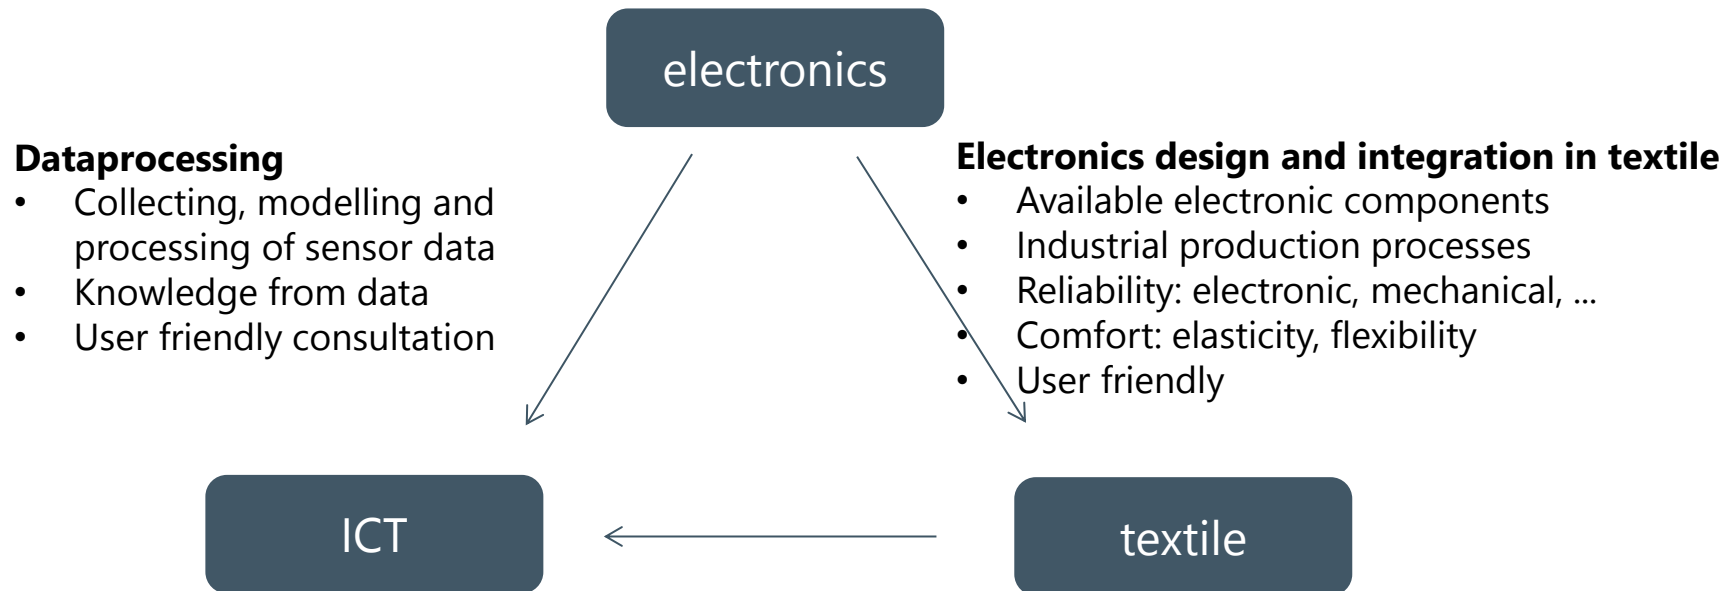 electronics
Dataprocessing
• Collecting, modelling and
processing of sensor data
• Knowledge from data
• User friendly consultation
Electronics design and integration in textile
• Available electronic components
• Industrial production processes
• Reliability: electronic, mechanical, ...
• Comfort: elasticity, flexibility
• User friendly
ICT
textile